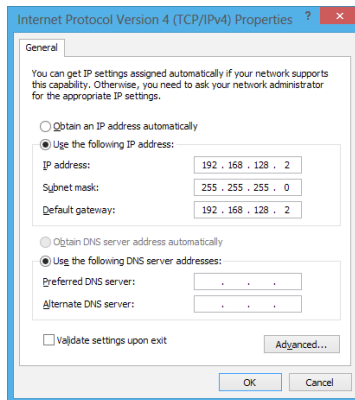 Internet Protocol Version 4 (TCP/IPv4) Properties ? ×
General
You can get IP settings assigned automatically if your network supports
this capability. Otherwise, you need to ask your network administrator
for the appropriate IP settings.
Obtain an IP address automatically
Use the following IP address:
IP address: 192 . 168 . 128 . 2
Subnet mask: 255 . 255 . 255 . 0
Default gateway: 192 . 168 . 128 . 2
Obtain DNS server address automatically
Use the following DNS server addresses:
Preferred DNS server: . . .
Alternate DNS server: . . .
Validate settings upon exit
Advanced...
OK Cancel